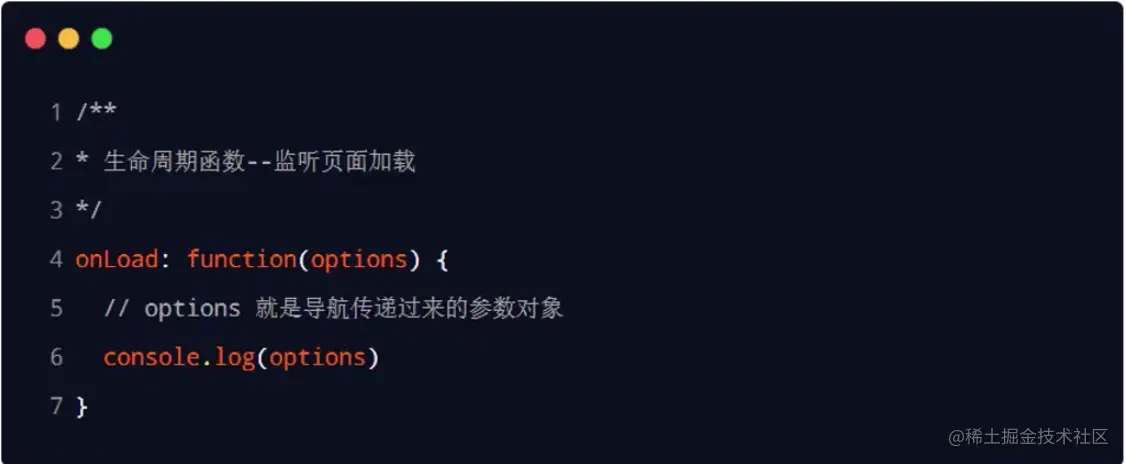 1 /**
2 * 生命周期函数--监听页面加载
3 */
4 onLoad: function(options) {
5   // options 就是导航传递过来的参数对象
6   console.log(options)
7 }
@稀土掘金技术社区